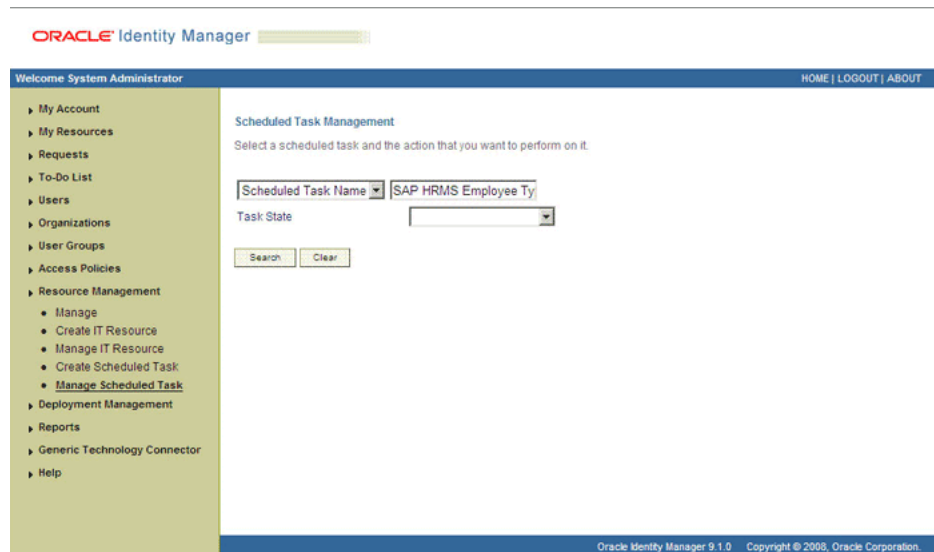 ORACLE Identity Manager
Welcome System Administrator
HOME | LOGOUT | ABOUT
My Account
My Resources
Requests
To-Do List
Users
Organizations
User Groups
Access Policies
Resource Management
Manage
Create IT Resource
Manage IT Resource
Create Scheduled Task
Manage Scheduled Task
Deployment Management
Reports
Generic Technology Connector
Help
Scheduled Task Management
Select a scheduled task and the action that you want to perform on it.
Scheduled Task Name SAP HRMS Employee Ty
Task State
Search Clear
Oracle Identity Manager 9.1.0 Copyright © 2008, Oracle Corporation.